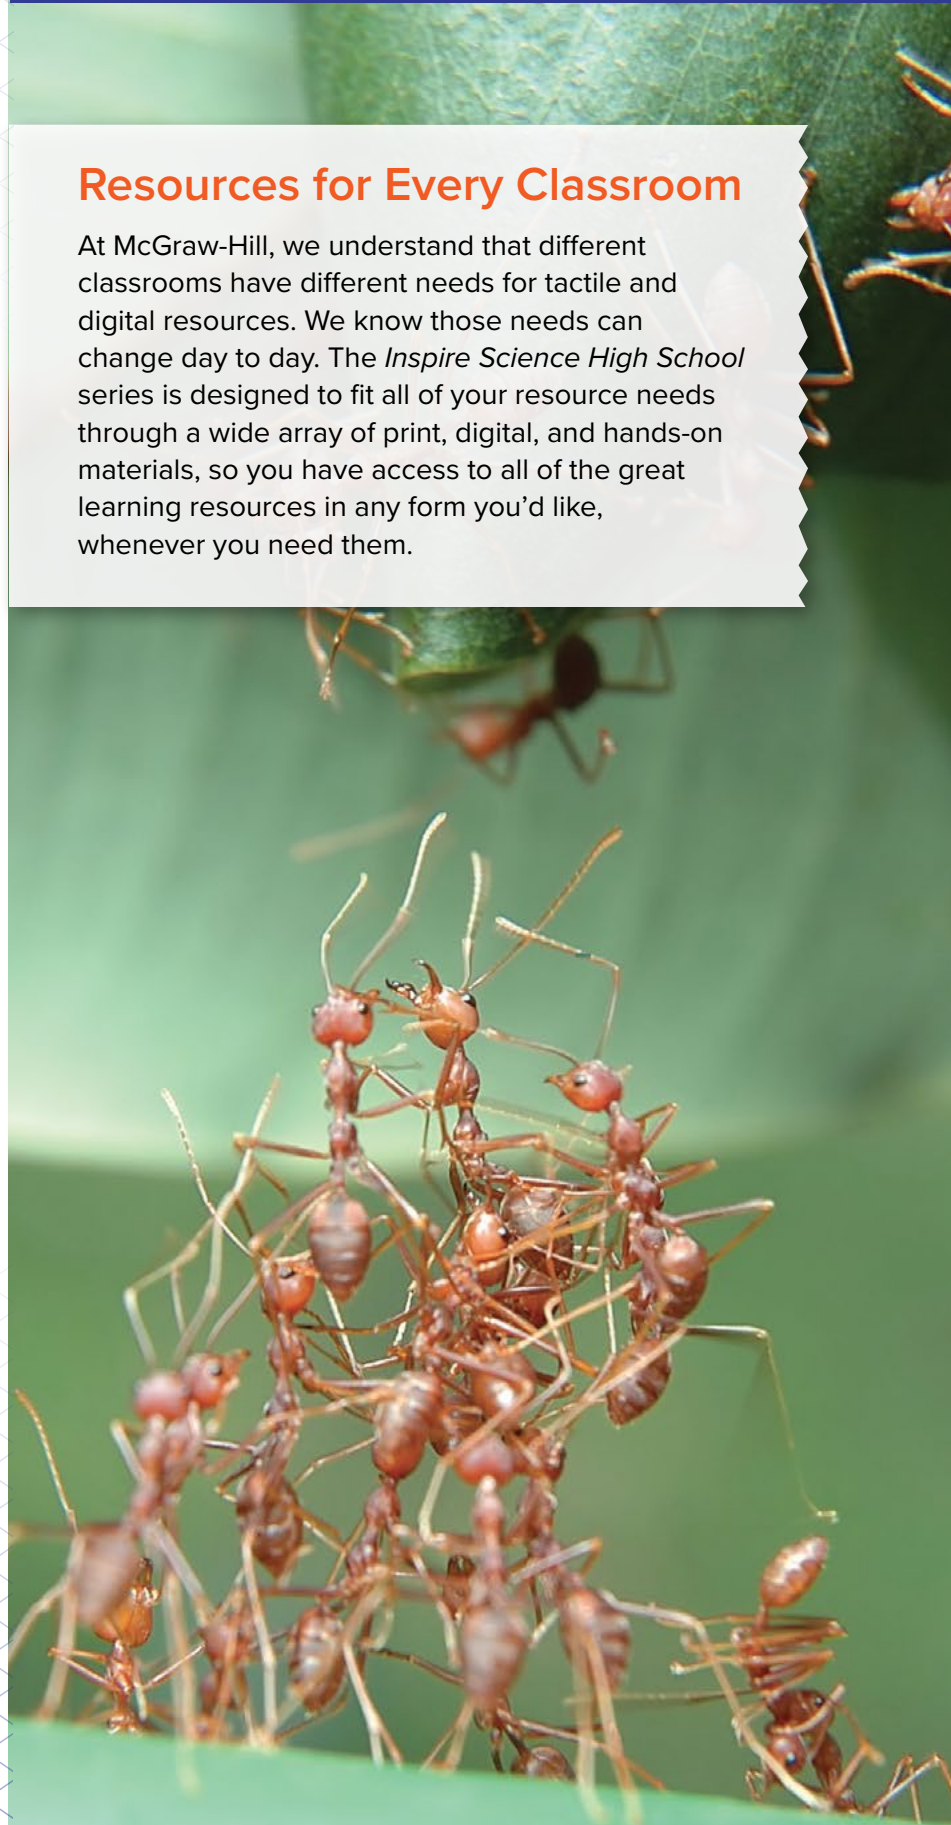 Resources for Every Classroom
At McGraw-Hill, we understand that different
classrooms have different needs for tactile and
digital resources. We know those needs can
change day to day. The Inspire Science High School
series is designed to fit all of your resource needs
through a wide array of print, digital, and hands-on
materials, so you have access to all of the great
learning resources in any form you’d like,
whenever you need them.